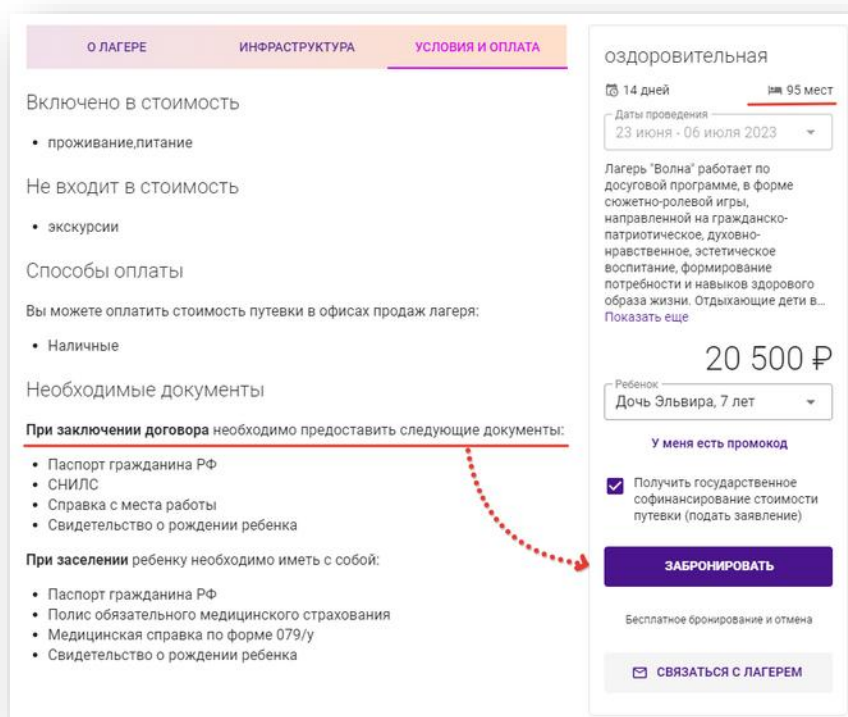 О ЛАГЕРЕ
ИНФРАСТРУКТУРА
УСЛОВИЯ И ОПЛАТА
Включено в стоимость
• проживание,питание
Не входит в стоимость
• экскурсии
Способы оплаты
Вы можете оплатить стоимость путевки в офисах продаж лагеря:
• Наличные
Необходимые документы
При заключении договора необходимо предоставить следующие документы:
• Паспорт гражданина РФ
• СНИЛС
• Справка с места работы
• Свидетельство о рождении ребенка
При заселении ребенку необходимо иметь с собой:
• Паспорт гражданина РФ
• Полис обязательного медицинского страхования
• Медицинская справка по форме 079/у
• Свидетельство о рождении ребенка
оздоровительная
14 дней
95 мест
Даты проведения
23 июня - 06 июля 2023
Лагерь "Волна" работает по
досуговой программе, в форме
сюжетно-ролевой игры,
направленной на гражданско-
патриотическое, духовно-
нравственное, эстетическое
воспитание, формирование
потребности и навыков здорового
образа жизни. Отдыхающие дети в...
Показать еще
20 500 ₽
Ребенок
Дочь Эльвира, 7 лет
У меня есть промокод
Получить государственное
софинансирование стоимости
путевки (подать заявление)
ЗАБРОНИРОВАТЬ
Бесплатное бронирование и отмена
СВЯЗАТЬСЯ С ЛАГЕРЕМ